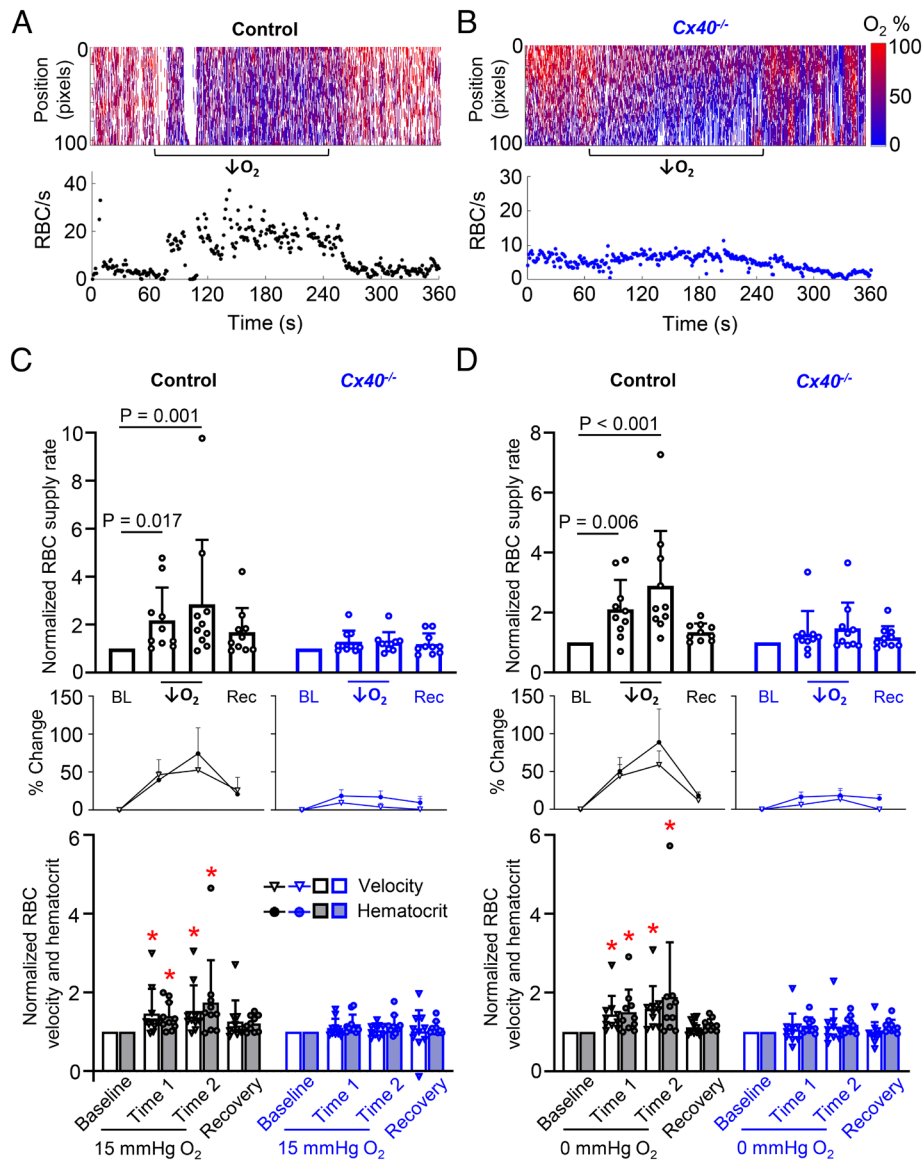 A
Control
0
Position
(pixels)
100
↓O₂
40
20
0
RBC/s
0 60 120 180 240 300 360
Time (s)
B
Cx40-/-
O₂ %
100
0
0
Position
(pixels)
100
↓O₂
30
20
10
0
RBC/s
0 60 120 180 240 300 360
Time (s)
C
Control
Cx40-/-
P = 0.001
P = 0.017
Normalized RBC supply rate
10
8
6
4
2
0
BL ↓O₂ Rec
BL ↓O₂ Rec
% Change
150
100
50
0
Normalized RBC
velocity and hematocrit
6
4
2
0
* * * *
Velocity
Hematocrit
Baseline Time 1 Time 2 Recovery
15 mmHg O₂
Baseline Time 1 Time 2 Recovery
15 mmHg O₂
D
Control
Cx40-/-
P < 0.001
P = 0.006
Normalized RBC supply rate
8
6
4
2
0
BL ↓O₂ Rec
BL ↓O₂ Rec
% Change
150
100
50
0
Normalized RBC
velocity and hematocrit
6
4
2
0
* * * *
Baseline Time 1 Time 2 Recovery
0 mmHg O₂
Baseline Time 1 Time 2 Recovery
0 mmHg O₂